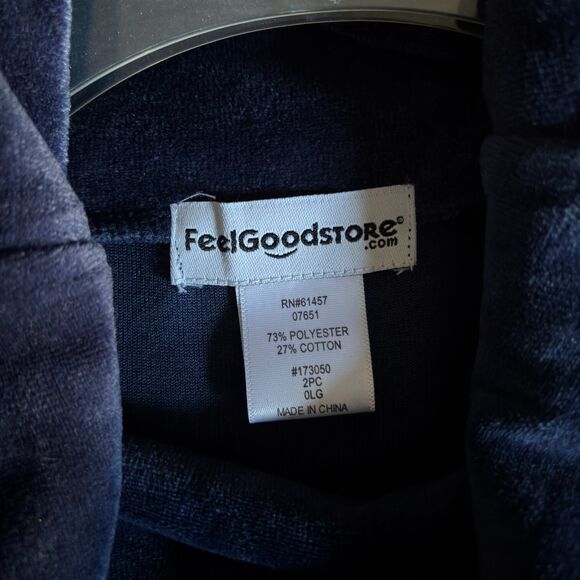 FeelGoodstore®
.com
RN#61457
07651
73% POLYESTER
27% COTTON
#173050
2PC
0LG
MADE IN CHINA